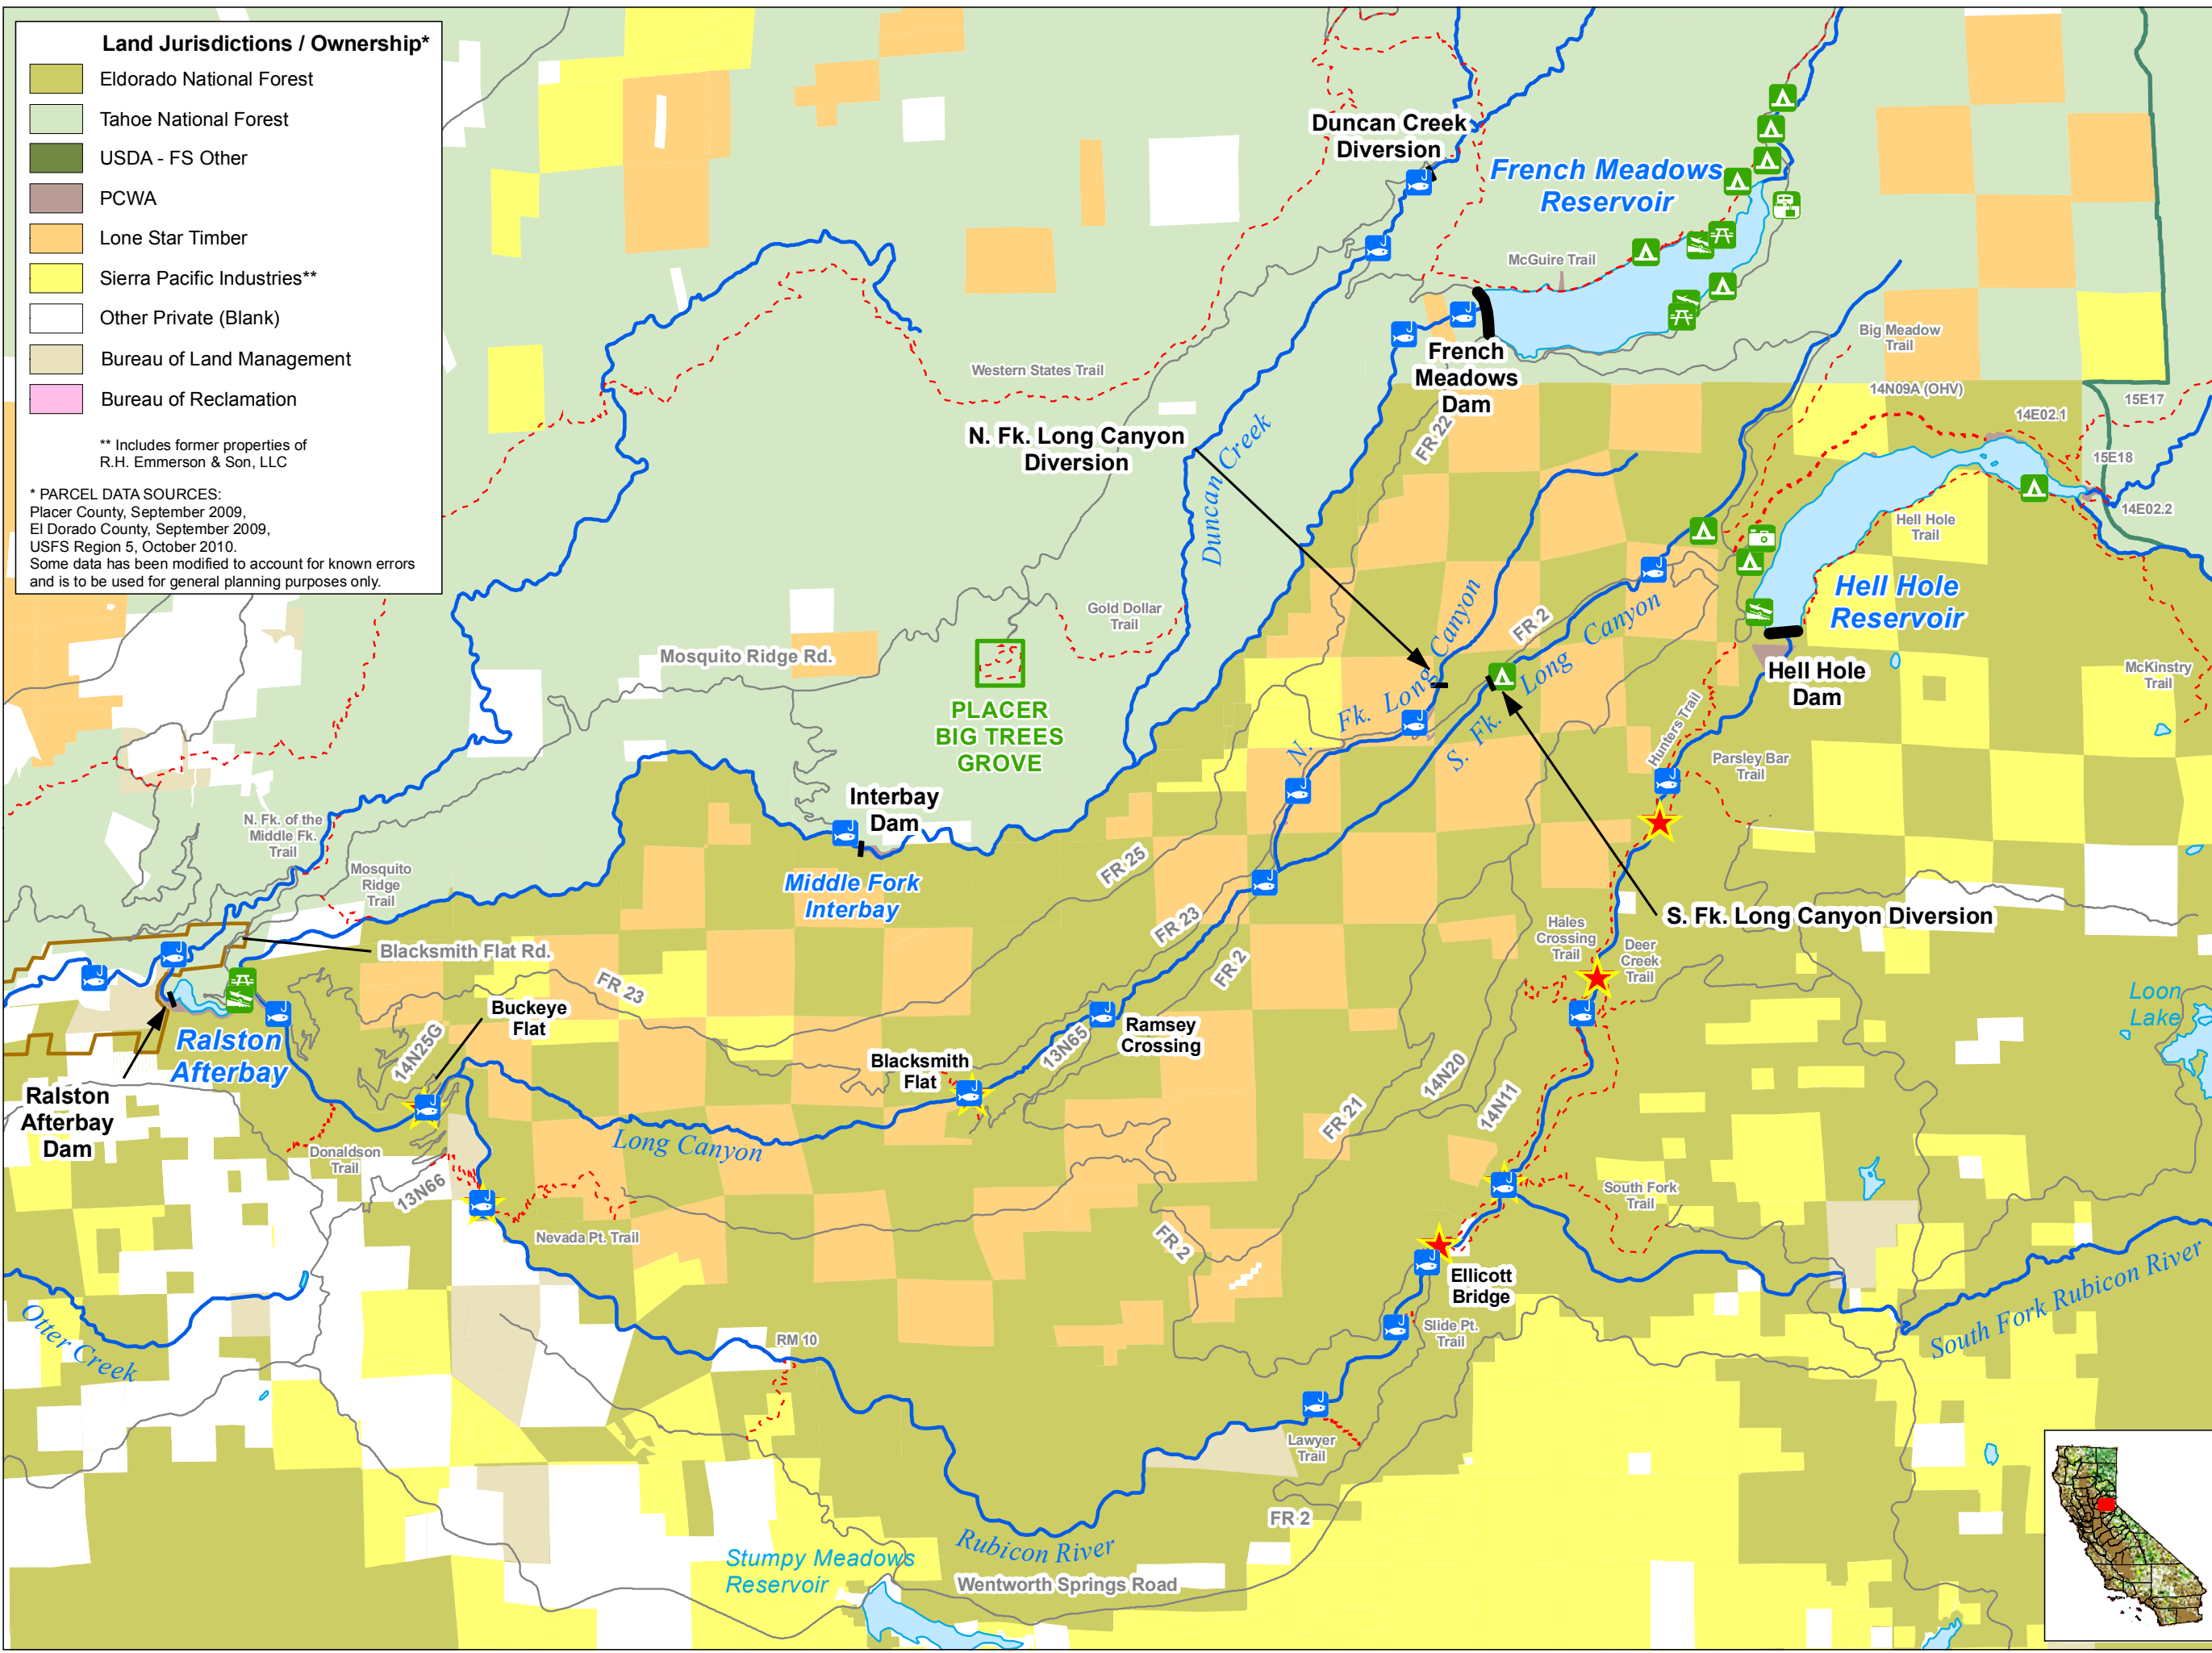 Land Jurisdictions / Ownership*
Eldorado National Forest
Tahoe National Forest
USDA - FS Other
PCWA
Lone Star Timber
Sierra Pacific Industries**
Other Private (Blank)
Bureau of Land Management
Bureau of Reclamation
** Includes former properties of
R.H. Emmerson & Son, LLC
* PARCEL DATA SOURCES:
Placer County, September 2009,
El Dorado County, September 2009,
USFS Region 5, October 2010.
Some data has been modified to account for known errors
and is to be used for general planning purposes only.
Duncan Creek
Diversion
French Meadows
Reservoir
McGuire Trail
French
Meadows
Dam
Big Meadow
Trail
Western States Trail
14N09A (OHV)
15E17
14E02.1
FR 22
N. Fk. Long Canyon
Diversion
Duncan Creek
15E18
14E02.2
Hell Hole
Trail
Hell Hole
Reservoir
Gold Dollar
Trail
FR 2
Mosquito Ridge Rd.
N. Fk. Long Canyon
S. Fk. Long Canyon
Hell Hole
Dam
McKinstry
Trail
PLACER
BIG TREES
GROVE
Hunters Trail
Parsley Bar
Trail
Interbay
Dam
N. Fk. of the
Middle Fk.
Trail
Mosquito
Ridge
Trail
Middle Fork
Interbay
FR 25
FR 23
S. Fk. Long Canyon Diversion
Hales
Crossing
Trail
Deer
Creek
Trail
Blacksmith Flat Rd.
FR 2
FR 23
Buckeye
Flat
Loon
Lake
Ralston
Afterbay
14N25G
Ramsey
Crossing
13N65
Blacksmith
Flat
14N20
14N11
FR 21
Ralston
Afterbay
Dam
Long Canyon
Donaldson
Trail
13N66
South Fork
Trail
Nevada Pt. Trail
FR 2
Ellicott
Bridge
South Fork Rubicon River
Otter Creek
Slide Pt.
Trail
RM 10
Lawyer
Trail
FR 2
Rubicon River
Stumpy Meadows
Reservoir
Wentworth Springs Road